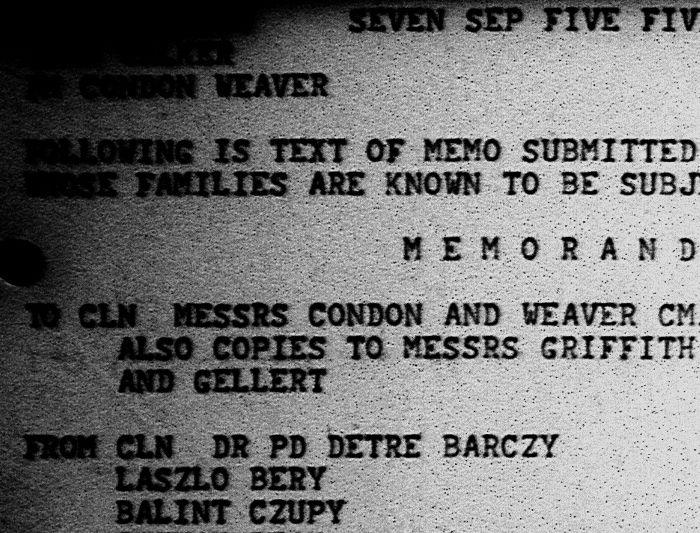 SEVEN SEP FIVE FIV
CONDON WEAVER
FOLLOWING IS TEXT OF MEMO SUBMITTED
WHOSE FAMILIES ARE KNOWN TO BE SUBJ
M E M O R A N D
TO CLN MESSRS CONDON AND WEAVER CM
ALSO COPIES TO MESSRS GRIFFITH
AND GELLERT
FROM CLN DR PD DETRE BARCZY
LASZLO BERY
BALINT CZUPY